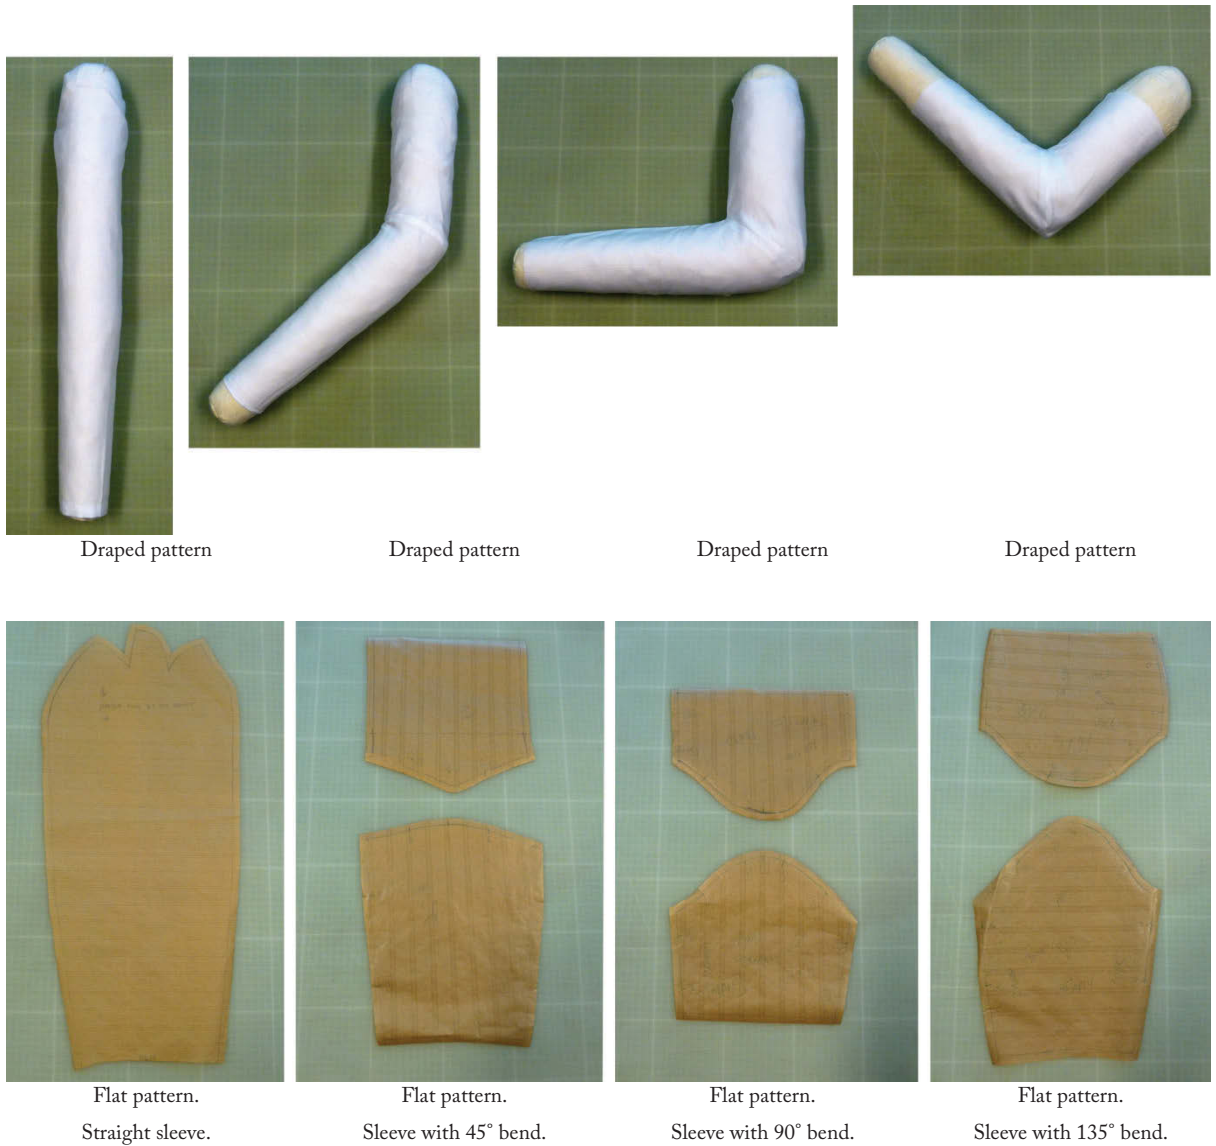 Draped pattern
Draped pattern
Draped pattern
Draped pattern
Flat pattern.
Straight sleeve.
Flat pattern.
Sleeve with 45° bend.
Flat pattern.
Sleeve with 90° bend.
Flat pattern.
Sleeve with 135° bend.